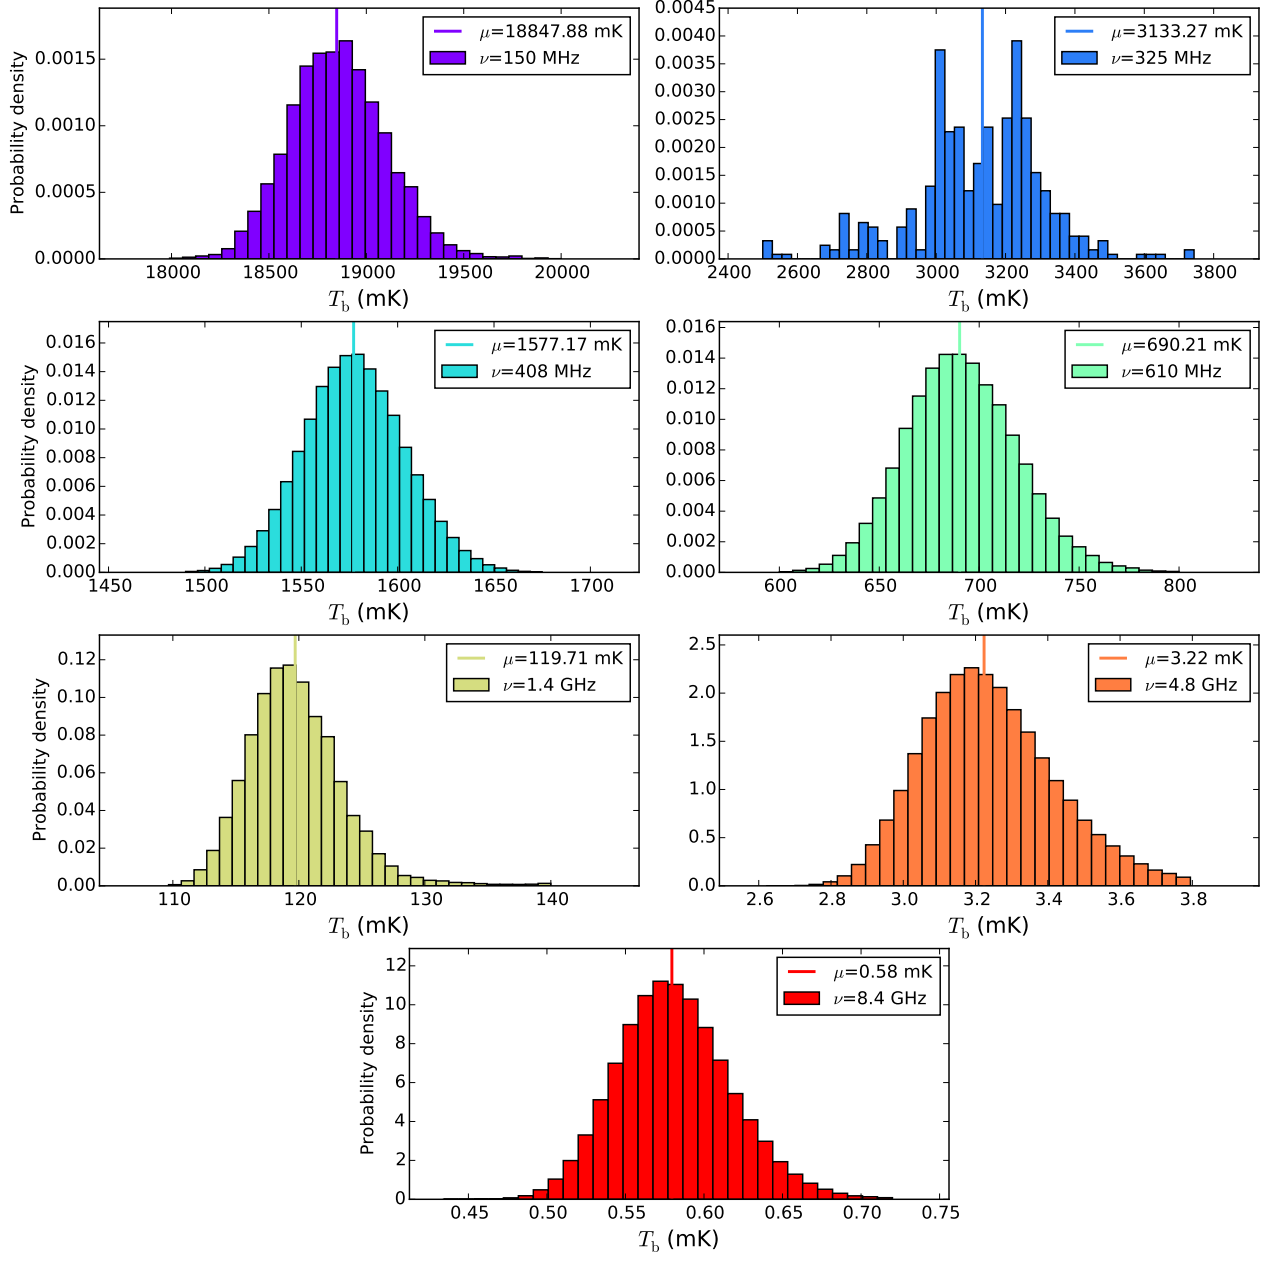 μ=18847.88 mK
ν=150 MHz
Probability density
0.0015
0.0010
0.0005
0.0000
18000 18500 19000 19500 20000
T_b (mK)
μ=3133.27 mK
ν=325 MHz
0.0045
0.0040
0.0035
0.0030
0.0025
0.0020
0.0015
0.0010
0.0005
0.0000
2400 2600 2800 3000 3200 3400 3600 3800
T_b (mK)
μ=1577.17 mK
ν=408 MHz
Probability density
0.016
0.014
0.012
0.010
0.008
0.006
0.004
0.002
0.000
1450 1500 1550 1600 1650 1700
T_b (mK)
μ=690.21 mK
ν=610 MHz
0.016
0.014
0.012
0.010
0.008
0.006
0.004
0.002
0.000
600 650 700 750 800
T_b (mK)
μ=119.71 mK
ν=1.4 GHz
Probability density
0.12
0.10
0.08
0.06
0.04
0.02
0.00
110 120 130 140
T_b (mK)
μ=3.22 mK
ν=4.8 GHz
2.5
2.0
1.5
1.0
0.5
0.0
2.6 2.8 3.0 3.2 3.4 3.6 3.8
T_b (mK)
μ=0.58 mK
ν=8.4 GHz
Probability density
12
10
8
6
4
2
0
0.45 0.50 0.55 0.60 0.65 0.70 0.75
T_b (mK)